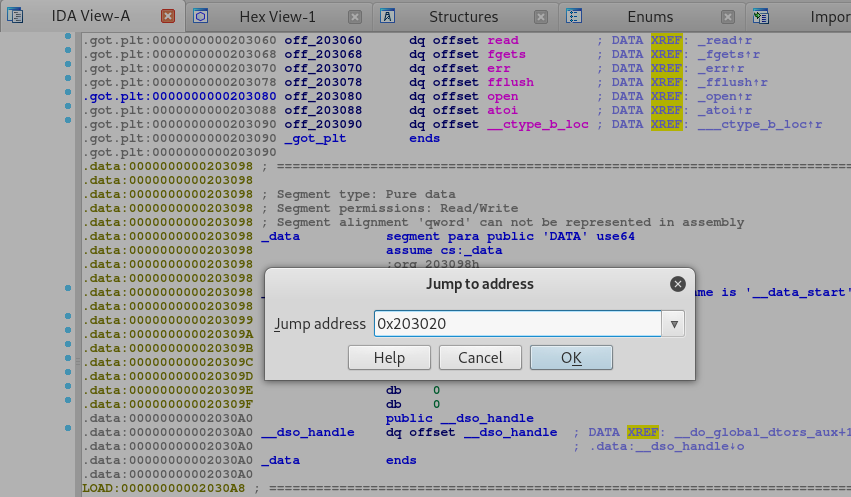 IDA View-A Hex View-1 Structures Enums Impor
.got.plt:0000000000203060 off_203060 dq offset read ; DATA XREF: _read↑r
.got.plt:0000000000203068 off_203068 dq offset fgets ; DATA XREF: _fgets↑r
.got.plt:0000000000203070 off_203070 dq offset err ; DATA XREF: _err↑r
.got.plt:0000000000203078 off_203078 dq offset fflush ; DATA XREF: _fflush↑r
.got.plt:0000000000203080 off_203080 dq offset open ; DATA XREF: _open↑r
.got.plt:0000000000203088 off_203088 dq offset atoi ; DATA XREF: _atoi↑r
.got.plt:0000000000203090 off_203090 dq offset __ctype_b_loc ; DATA XREF: ___ctype_b_loc↑r
.got.plt:0000000000203090 _got_plt ends
.got.plt:0000000000203090
.data:0000000000203098 ; ===========================================================================
.data:0000000000203098
.data:0000000000203098 ; Segment type: Pure data
.data:0000000000203098 ; Segment permissions: Read/Write
.data:0000000000203098 ; Segment alignment 'qword' can not be represented in assembly
.data:0000000000203098 _data segment para public 'DATA' use64
.data:0000000000203098 assume cs:_data
.data:0000000000203098 ;org 203098h
.data:0000000000203098
.data:0000000000203098 me is '__data_start'
.data:0000000000203098
.data:0000000000203099
.data:000000000020309A
.data:000000000020309B
.data:000000000020309C
.data:000000000020309D
.data:000000000020309E db 0
.data:000000000020309F db 0
.data:00000000002030A0 public __dso_handle
.data:00000000002030A0 __dso_handle dq offset __dso_handle ; DATA XREF: __do_global_dtors_aux+1
.data:00000000002030A0 ; .data:__dso_handle↓o
.data:00000000002030A0 _data ends
.data:00000000002030A0
LOAD:00000000002030A8 ; ===========================================================================
Jump to address
Jump address 0x203020
Help Cancel OK